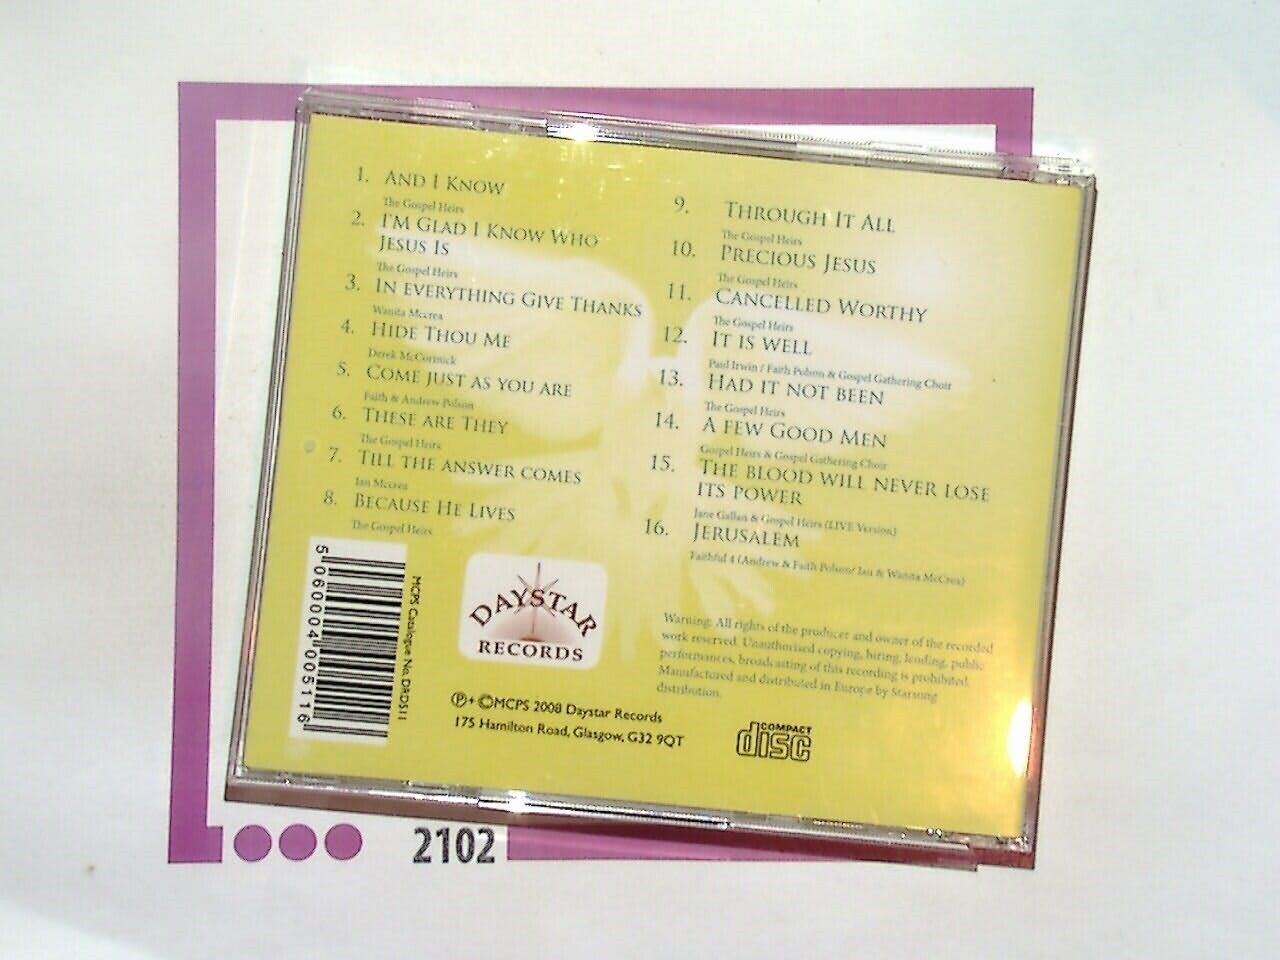 1. AND I KNOW
The Gospel Heirs
2. I'M GLAD I KNOW WHO
JESUS IS
The Gospel Heirs
3. IN EVERYTHING GIVE THANKS
Wanita Mccrea
4. HIDE THOU ME
Derek McCormick
5. COME JUST AS YOU ARE
Faith & Andrew Polson
6. THESE ARE THEY
The Gospel Heirs
7. TILL THE ANSWER COMES
Ian Mccrea
8. BECAUSE HE LIVES
The Gospel Heirs
9. THROUGH IT ALL
The Gospel Heirs
10. PRECIOUS JESUS
The Gospel Heirs
11. CANCELLED WORTHY
The Gospel Heirs
12. IT IS WELL
Paul Irwin / Faith Polson & Gospel Gathering Choir
13. HAD IT NOT BEEN
The Gospel Heirs
14. A FEW GOOD MEN
Gospel Heirs & Gospel Gathering Choir
15. THE BLOOD WILL NEVER LOSE
ITS POWER
Jane Gallan & Gospel Heirs (LIVE Version)
16. JERUSALEM
Faithful 4 (Andrew & Faith Polson/ Ian & Wanita McCrea)
5 060004 005116
MCPS Catalogue No. DRD511
DAYSTAR
RECORDS
Ⓟ+ ©MCPS 2008 Daystar Records
175 Hamilton Road, Glasgow, G32 9QT
Warning: All rights of the producer and owner of the recorded
work reserved. Unauthorised copying, hiring, lending, public
performances, broadcasting of this recording is prohibited.
Manufactured and distributed in Europe by Starsong
distribution.
COMPACT
disc
2102